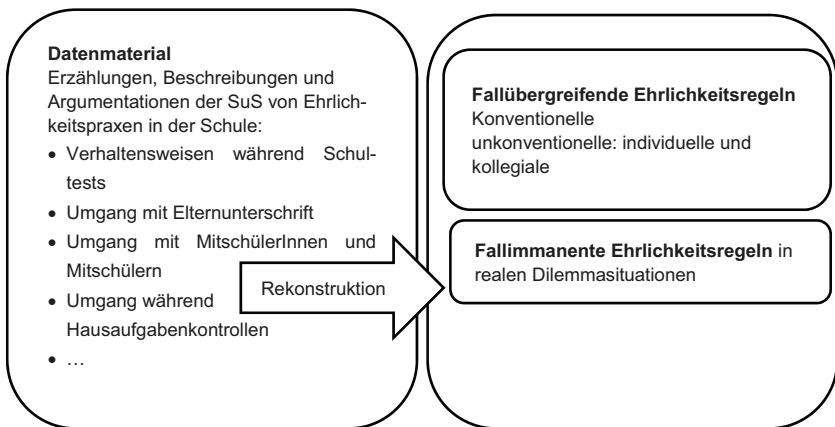 Datenmaterial
Erzählungen, Beschreibungen und
Argumentationen der SuS von Ehrlich-
keitspraxen in der Schule:
• Verhaltensweisen während Schul-
tests
• Umgang mit Elternunterschrift
• Umgang mit MitschülerInnen und
Mitschülern
• Umgang während
Hausaufgabenkontrollen
• …
Rekonstruktion
Fallübergreifende Ehrlichkeitsregeln
Konventionelle
unkonventionelle: individuelle und
kollegiale
Fallimmanente Ehrlichkeitsregeln in
realen Dilemmasituationen